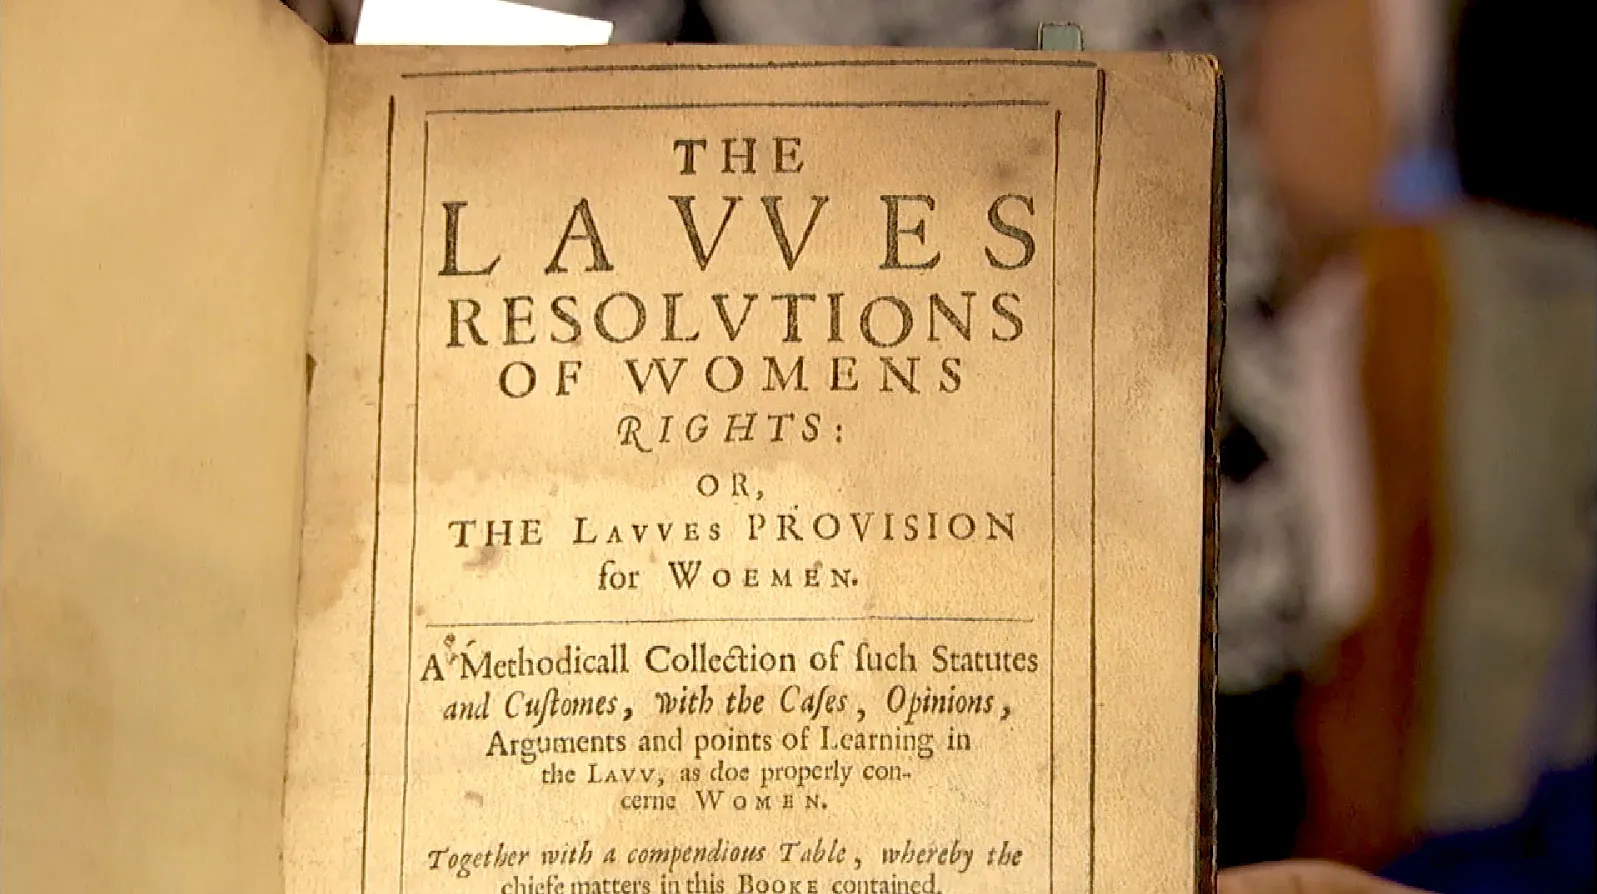 THE
LAVVES
RESOLVTIONS
OF WOMENS
RIGHTS:
OR,
THE LAVVES PROVISION
for WOEMEN.
A Methodicall Collection of ſuch Statutes
and Cuſtomes, with the Caſes, Opinions,
Arguments and points of Learning in
the LAVV, as doe properly con-
cerne WOMEN.
Together with a compendious Table, whereby the
chiefe matters in this BOOKE contained,